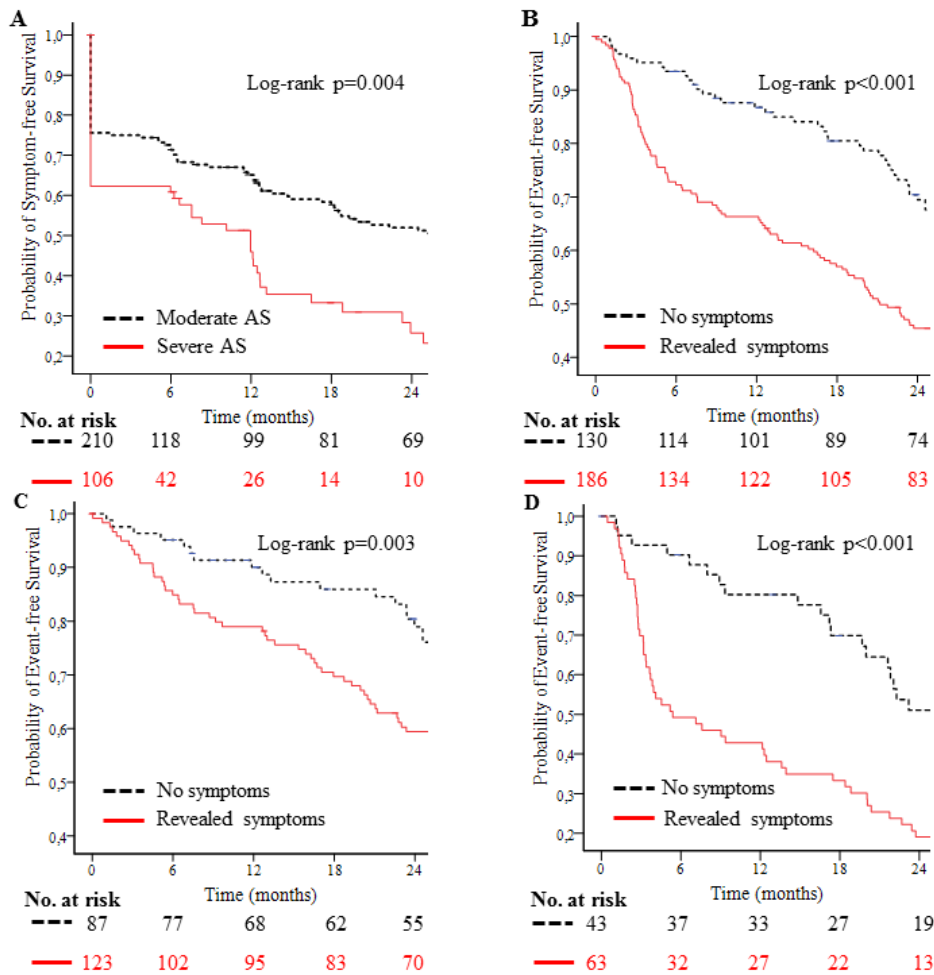 A
Probability of Symptom-free Survival
1,0
0,9
0,8
0,7
0,6
0,5
0,4
0,3
0,2
Log-rank p=0.004
Moderate AS
Severe AS
0 6 12 18 24
Time (months)
No. at risk
210 118 99 81 69
106 42 26 14 10
B
Probability of Event-free Survival
1,0
0,9
0,8
0,7
0,6
0,5
0,4
Log-rank p<0.001
No symptoms
Revealed symptoms
0 6 12 18 24
Time (months)
No. at risk
130 114 101 89 74
186 134 122 105 83
C
Probability of Event-free Survival
1,0
0,9
0,8
0,7
0,6
0,5
0,4
Log-rank p=0.003
No symptoms
Revealed symptoms
0 6 12 18 24
Time (months)
No. at risk
87 77 68 62 55
123 102 95 83 70
D
Probability of Event-free Survival
1,0
0,9
0,8
0,7
0,6
0,5
0,4
0,3
0,2
Log-rank p<0.001
No symptoms
Revealed symptoms
0 6 12 18 24
Time (months)
No. at risk
43 37 33 27 19
63 32 27 22 13